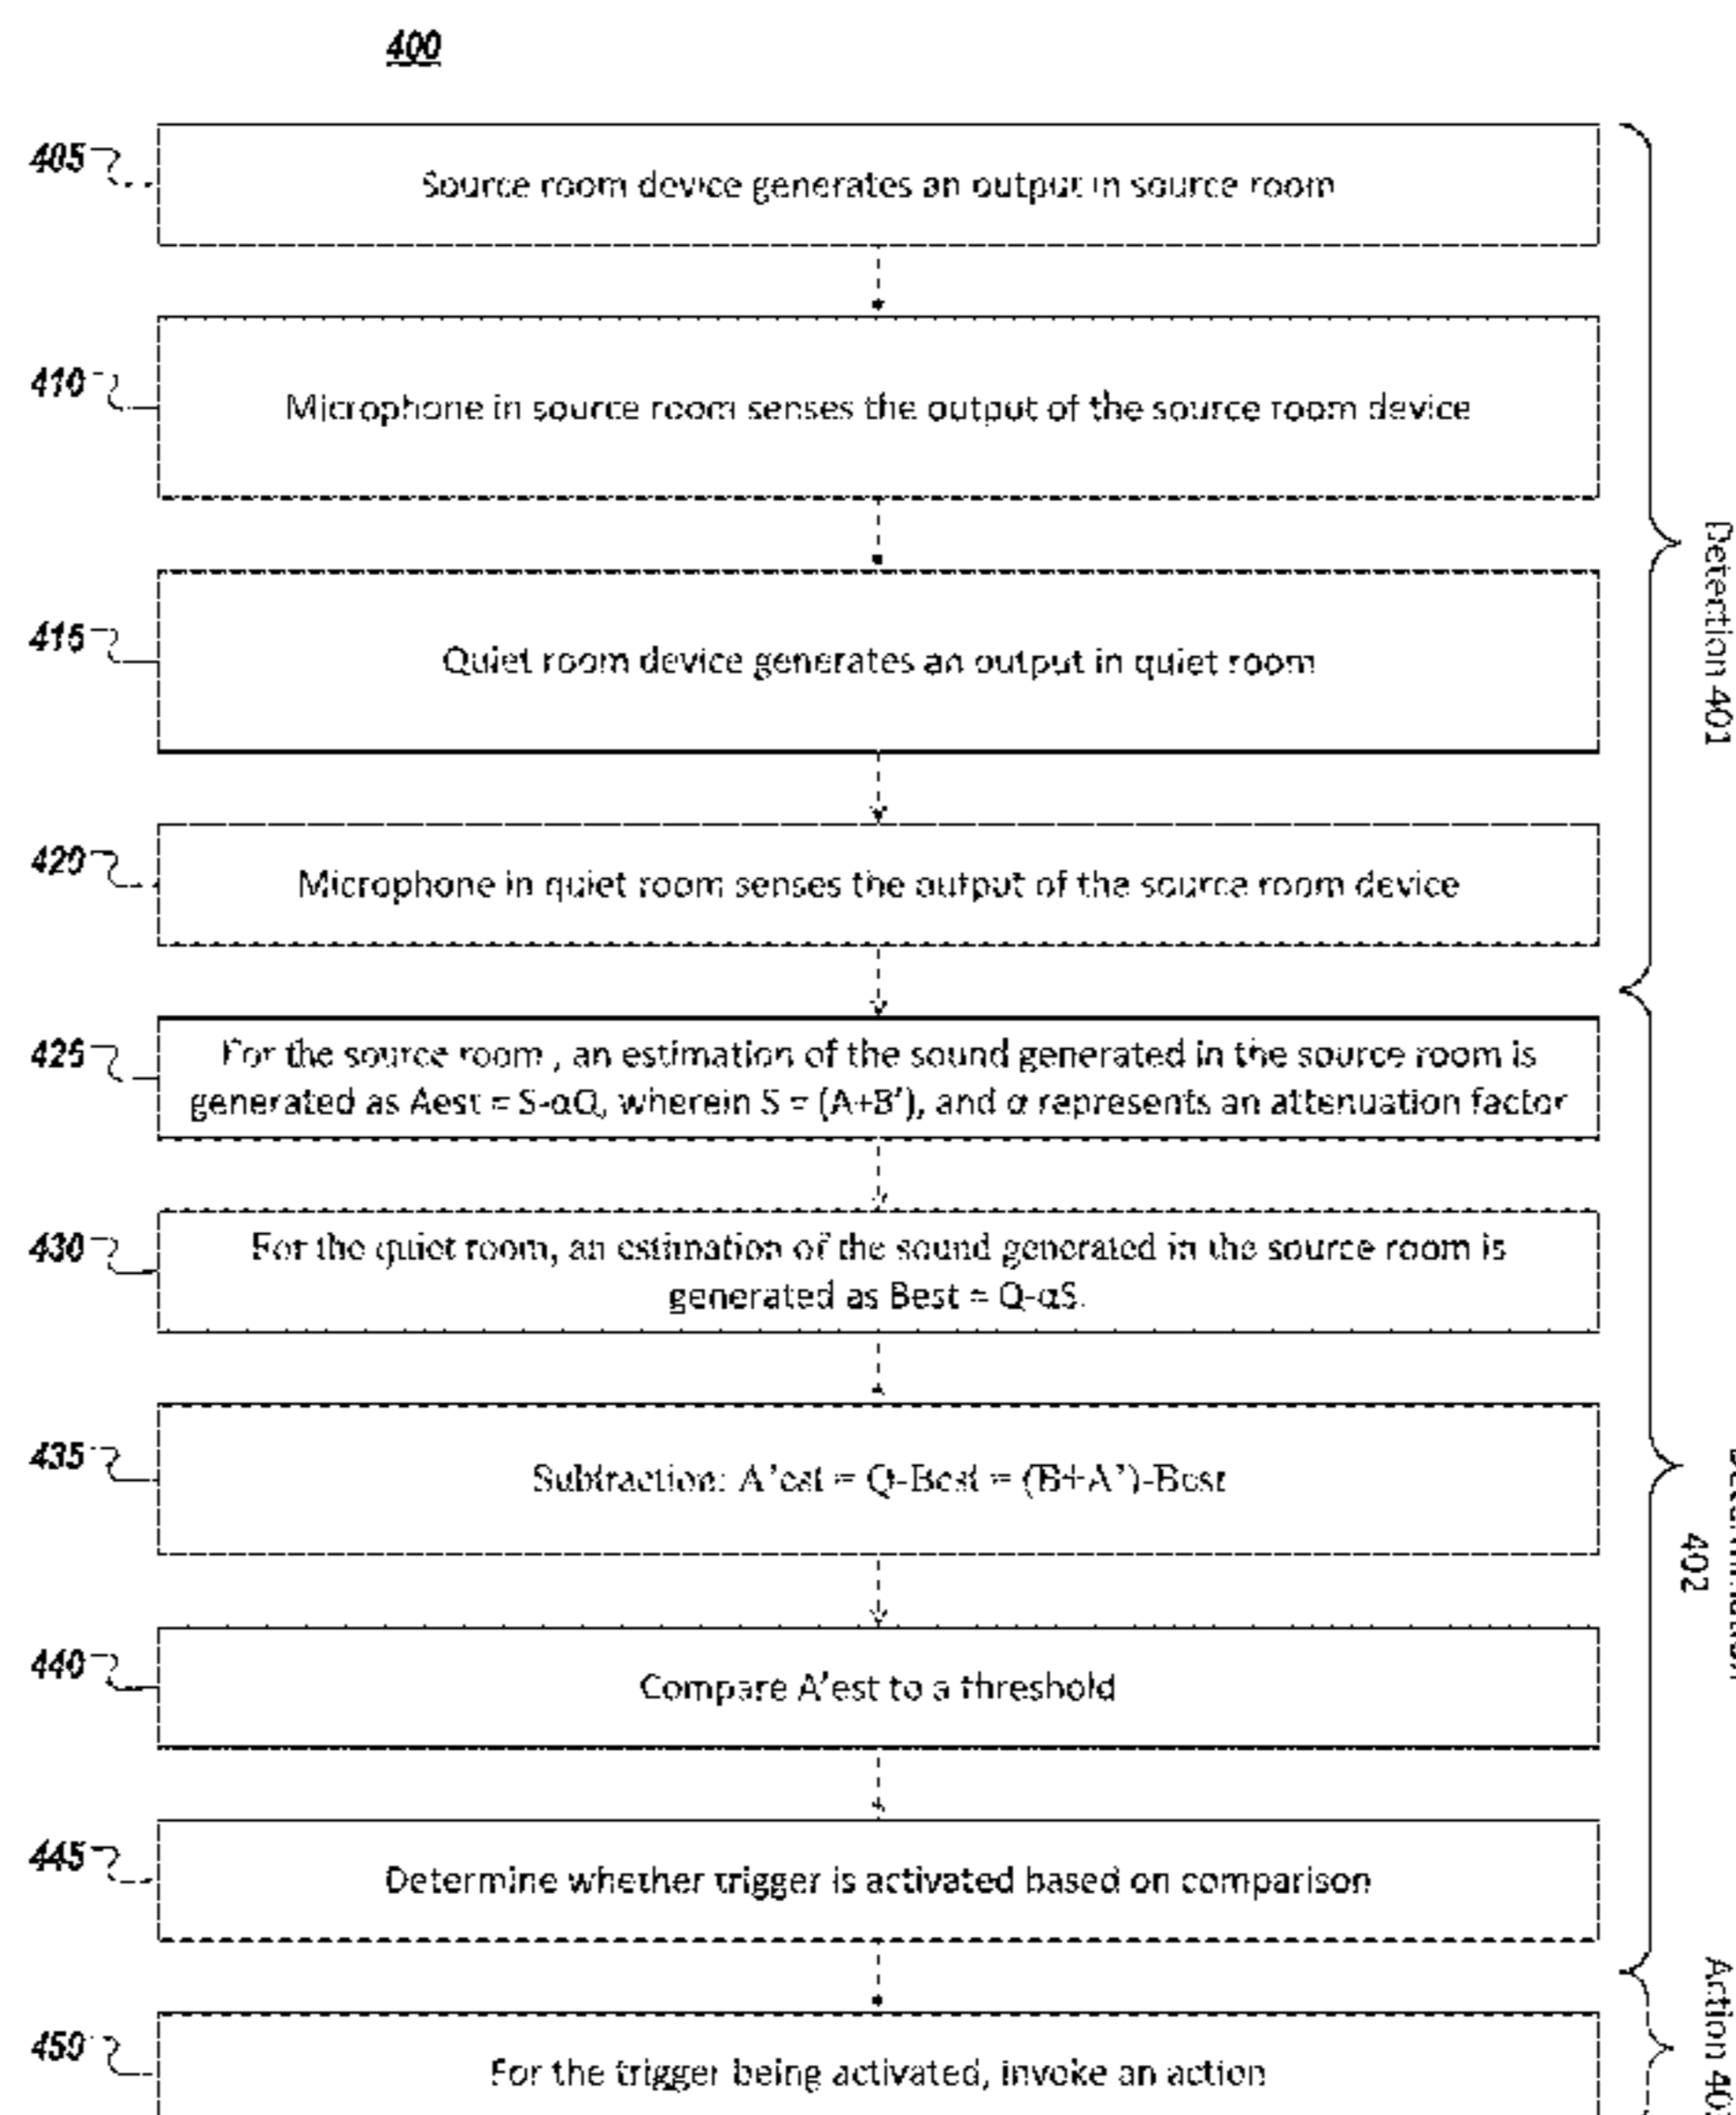 400
405
Source room device generates an output in source room
410
Microphone in source room senses the output of the source room device
415
Quiet room device generates an output in quiet room
Detection 401
420
Microphone in quiet room senses the output of the source room device
425
For the source room , an estimation of the sound generated in the source room is
generated as Aest = S-αQ, wherein S = (A+B’), and α represents an attenuation factor
430
For the quiet room, an estimation of the sound generated in the source room is
generated as Best = Q-αS.
435
Subtraction: A’est = Q-Best = (B+A’)-Best
402
440
Compare A’est to a threshold
445
Determine whether trigger is activated based on comparison
450
For the trigger being activated, invoke an action
Action